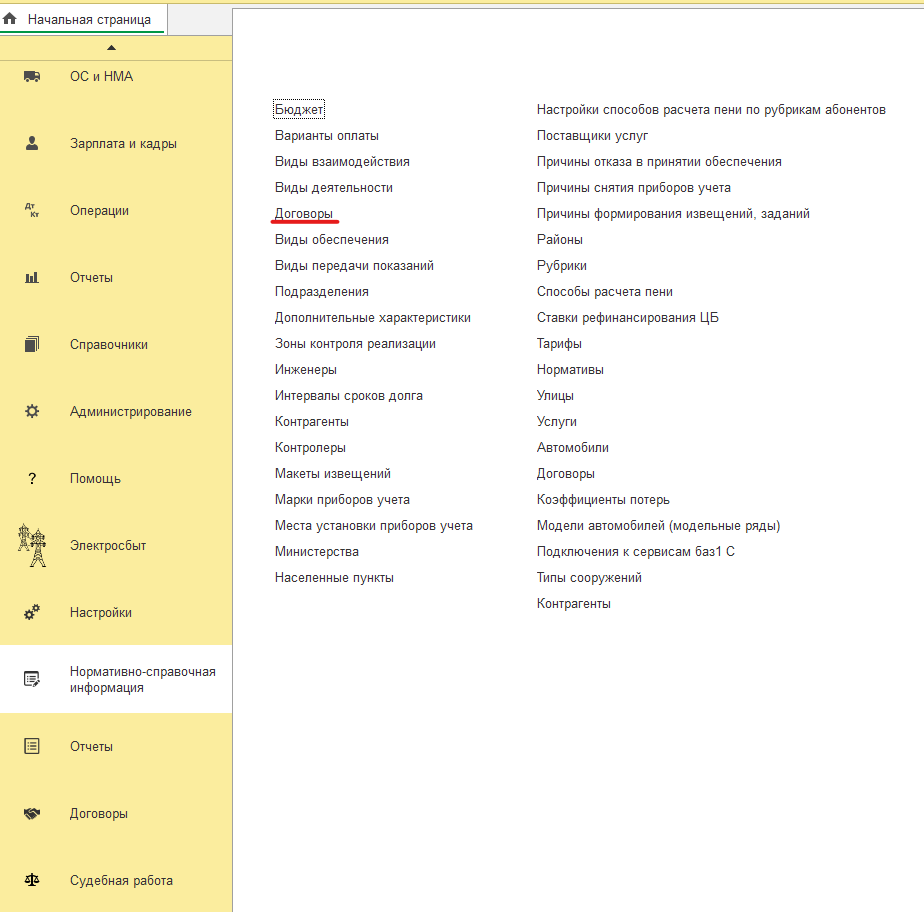 Начальная страница
ОС и НМА
Зарплата и кадры
Дт
Кт
Операции
Отчеты
Справочники
Администрирование
?
Помощь
Электросбыт
Настройки
Нормативно-справочная
информация
Отчеты
Договоры
Судебная работа
Бюджет
Варианты оплаты
Виды взаимодействия
Виды деятельности
Договоры
Виды обеспечения
Виды передачи показаний
Подразделения
Дополнительные характеристики
Зоны контроля реализации
Инженеры
Интервалы сроков долга
Контрагенты
Контролеры
Макеты извещений
Марки приборов учета
Места установки приборов учета
Министерства
Населенные пункты
Настройки способов расчета пени по рубрикам абонентов
Поставщики услуг
Причины отказа в принятии обеспечения
Причины снятия приборов учета
Причины формирования извещений, заданий
Районы
Рубрики
Способы расчета пени
Ставки рефинансирования ЦБ
Тарифы
Нормативы
Улицы
Услуги
Автомобили
Договоры
Коэффициенты потерь
Модели автомобилей (модельные ряды)
Подключения к сервисам баз1 С
Типы сооружений
Контрагенты